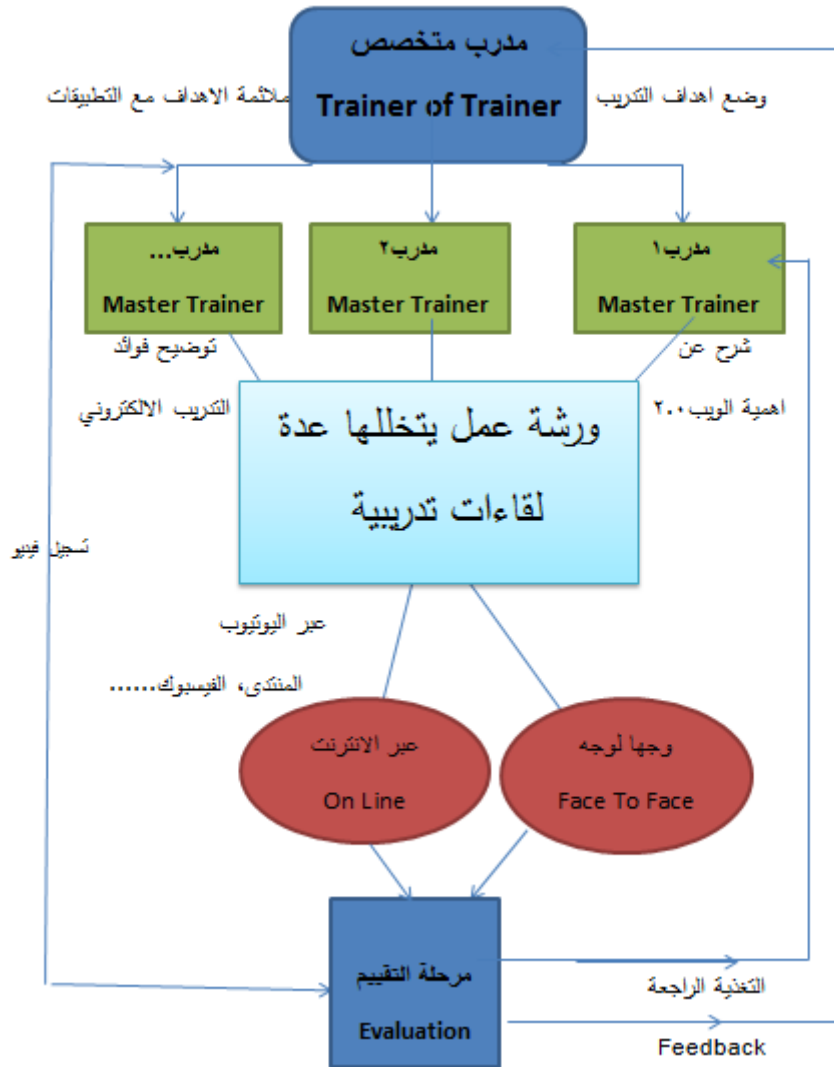 مدرب متخصص
Trainer of Trainer
وضع اهداف التدريب
ملائمة الاهداف مع التطبيقات
مدرب١
Master Trainer
مدرب٢
Master Trainer
مدرب...
Master Trainer
شرح عن
اهمية الويب٢.٠
توضيح فوائد
التدريب الالكتروني
ورشة عمل يتخللها عدة
لقاءات تدريبية
تسجيل فيديو
عبر اليوتيوب
المنتدى، الفيسبوك......
وجها لوجه
Face To Face
عبر الانترنت
On Line
مرحلة التقييم
Evaluation
التغذية الراجعة
Feedback